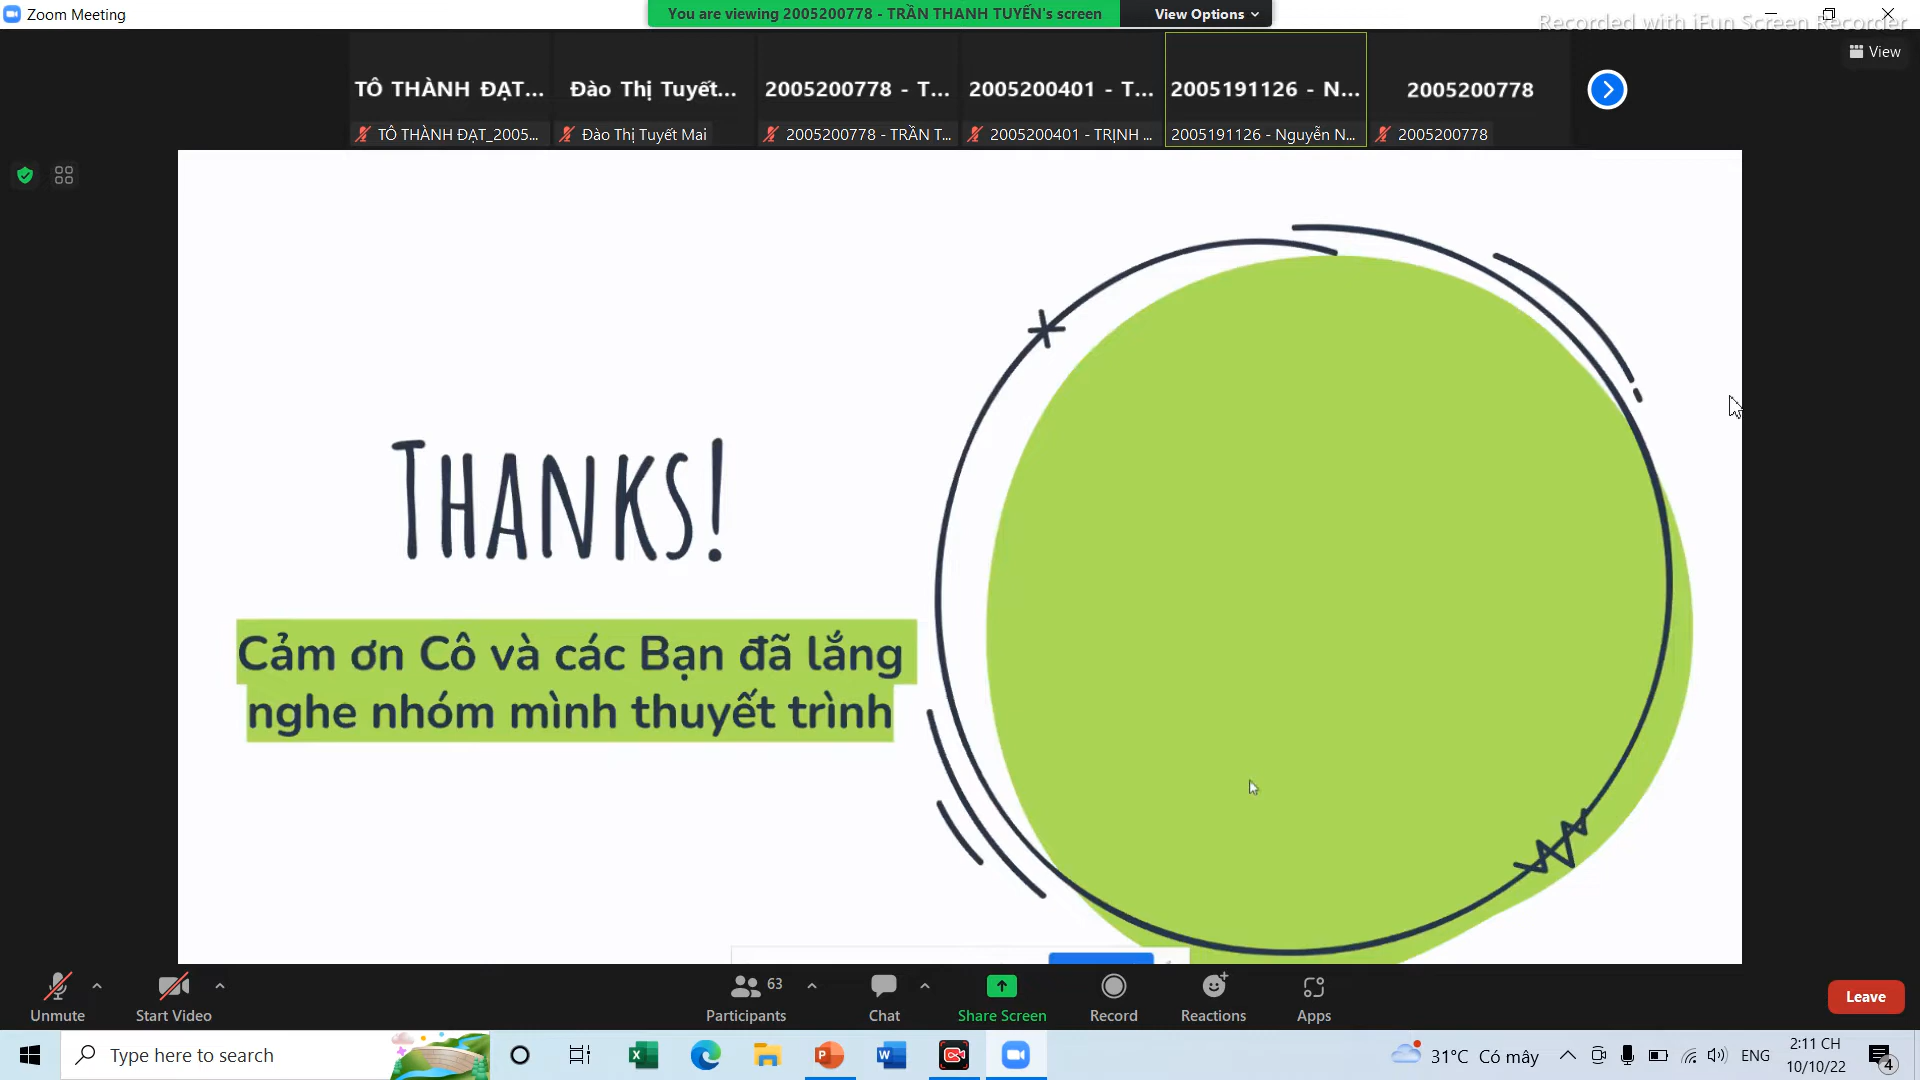 Zoom Meeting
You are viewing 2005200778 - TRẦN THANH TUYẾN's screen
View Options
Recorded with iFun Screen Recorder
View
TÔ THÀNH ĐẠT...
Đào Thị Tuyết...
2005200778 - T...
2005200401 - T...
2005191126 - N...
2005200778
TÔ THÀNH ĐẠT_2005...
Đào Thị Tuyết Mai
2005200778 - TRẦN T...
2005200401 - TRỊNH ...
2005191126 - Nguyễn N...
2005200778
THANKS!
Cảm ơn Cô và các Bạn đã lắng
nghe nhóm mình thuyết trình
Unmute
Start Video
63
Participants
Chat
Share Screen
Record
Reactions
Apps
Leave
Type here to search
31°C Có mây
ENG
2:11 CH
10/10/22
4